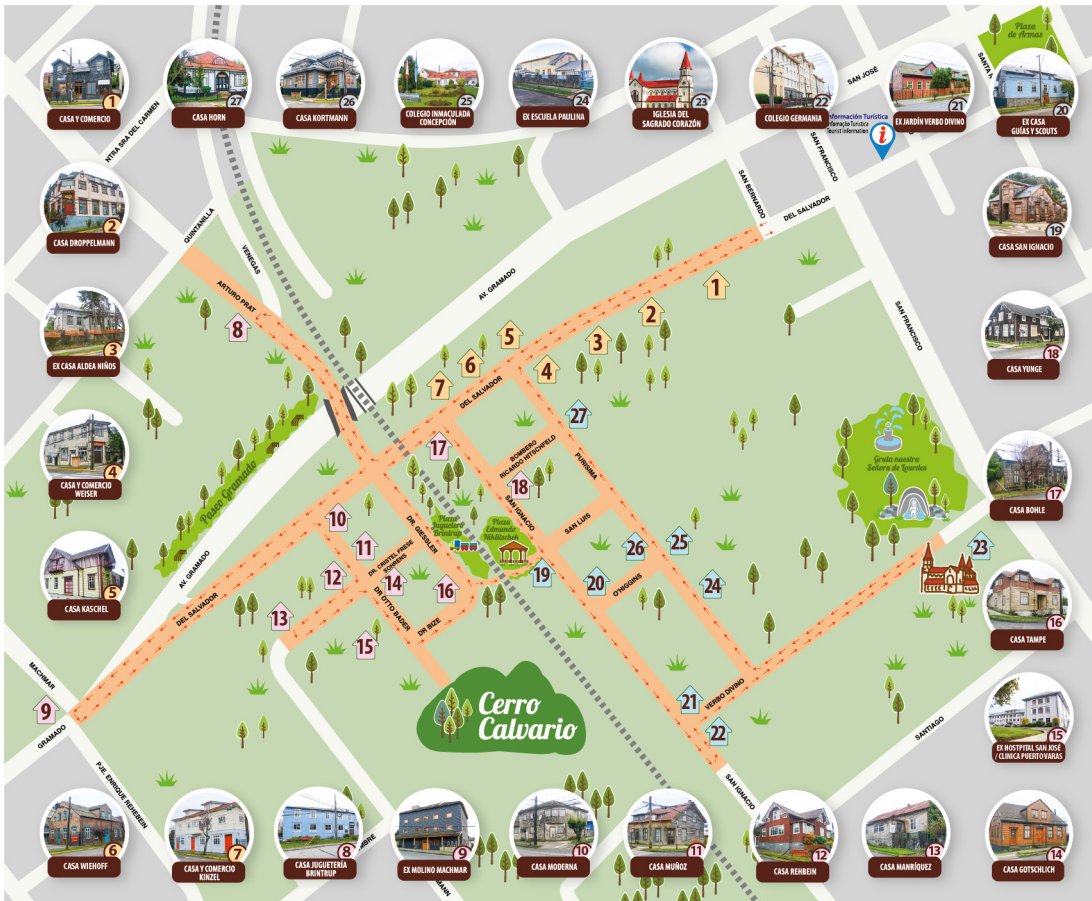 CASA Y COMERCIO
1
CASA HORN
27
CASA KORTMANN
26
COLEGIO INMACULADA
CONCEPCIÓN
25
EX ESCUELA PAULINA
24
IGLESIA DEL
SAGRADO CORAZÓN
23
COLEGIO GERMANIA
22
EX JARDÍN VERBO DIVINO
21
EX CASA
GUÍAS Y SCOUTS
20
Plaza
de Armas
SANTA
SAN JOSÉ
Información Turística
Tourist Information
i
NTRA SRA DEL CARMEN
CASA DROPPELMANN
2
EX CASA ALDEA NIÑOS
3
CASA Y COMERCIO
WEISER
4
CASA KASCHEL
5
CASA SAN IGNACIO
19
CASA YUNGE
18
CASA BOHLE
17
CASA TAMPE
16
EX HOSTPITAL SAN JOSÉ
/ CLINICA PUERTO VARAS
15
QUINTANILLA
VENEGAS
ARTURO PRAT
AV. GRAMADO
SAN BERNARDO
SAN FRANCISCO
DEL SALVADOR
SAN FRANCISCO
1
2
3
4
5
6
7
8
DEL SALVADOR
27
17
BOMBERO
RICARDO HITSCHFELD
PURISIMA
18
SAN IGNACIO
SAN LUIS
Gruta nuestra
Señora de Lourdes
Paseo Gramado
AV. GRAMADO
10
11
12
13
14
15
16
DR. GIESSLER
DR. CRISTEL FRESE
SOHRENS
DR OTTO BADER
DR BIZE
Plaza
Juguetero
Brintrup
Plaza
Edmundo
Niklitschek
19
20
26
25
24
23
O'HIGGINS
DEL SALVADOR
MACHMAR
9
GRAMADO
PJE. ENRIQUE REHEBEIN
Cerro
Calvario
21
22
VERBO DIVINO
SAN IGNACIO
SANTIAGO
MBRE
MANN
CASA WIEHOFF
6
CASA Y COMERCIO
KINZEL
7
CASA JUGUETERÍA
BRINTRUP
8
EX MOLINO MACHMAR
9
CASA MODERNA
10
CASA MUÑOZ
11
CASA REHBEIN
12
CASA MANRÍQUEZ
13
CASA GOTSCHLICH
14